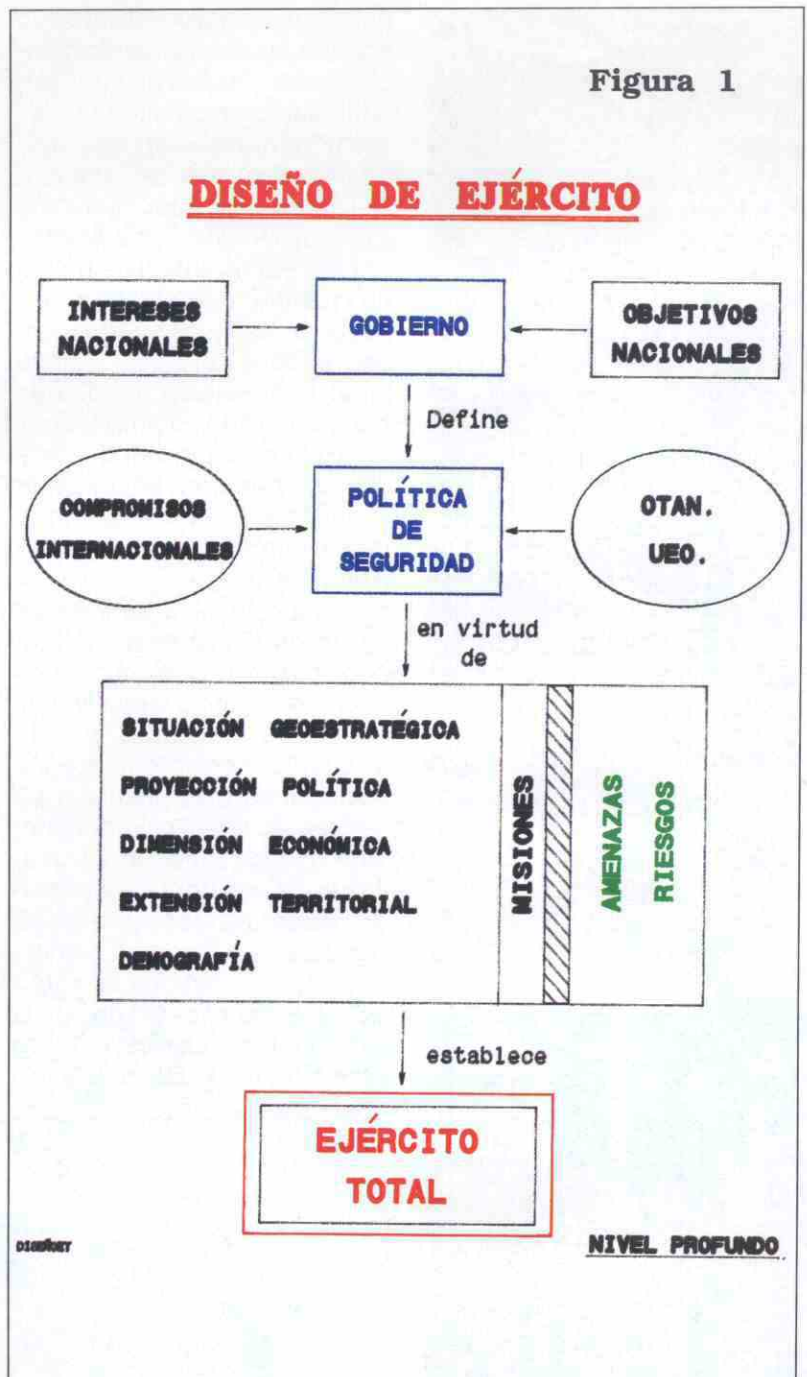 Figura 1
DISEÑO DE EJÉRCITO
INTERESES
NACIONALES
GOBIERNO
OBJETIVOS
NACIONALES
Define
COMPROMISOS
INTERNACIONALES
POLÍTICA
DE
SEGURIDAD
OTAN.
UEO.
en virtud
de
SITUACIÓN GEOESTRATÉGICA
PROYECCIÓN POLÍTICA
DIMENSIÓN ECONÓMICA
EXTENSIÓN TERRITORIAL
DEMOGRAFÍA
MISIONES
AMENAZAS
RIESGOS
establece
EJÉRCITO
TOTAL
NIVEL PROFUNDO